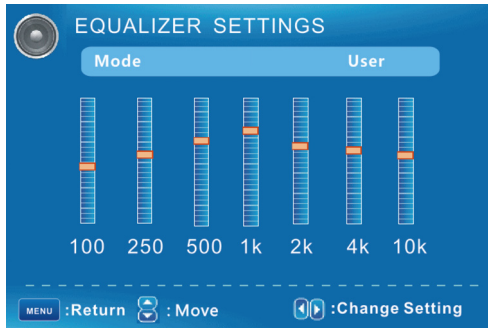 EQUALIZER SETTINGS
Mode User
100 250 500 1k 2k 4k 10k
MENU :Return : Move :Change Setting